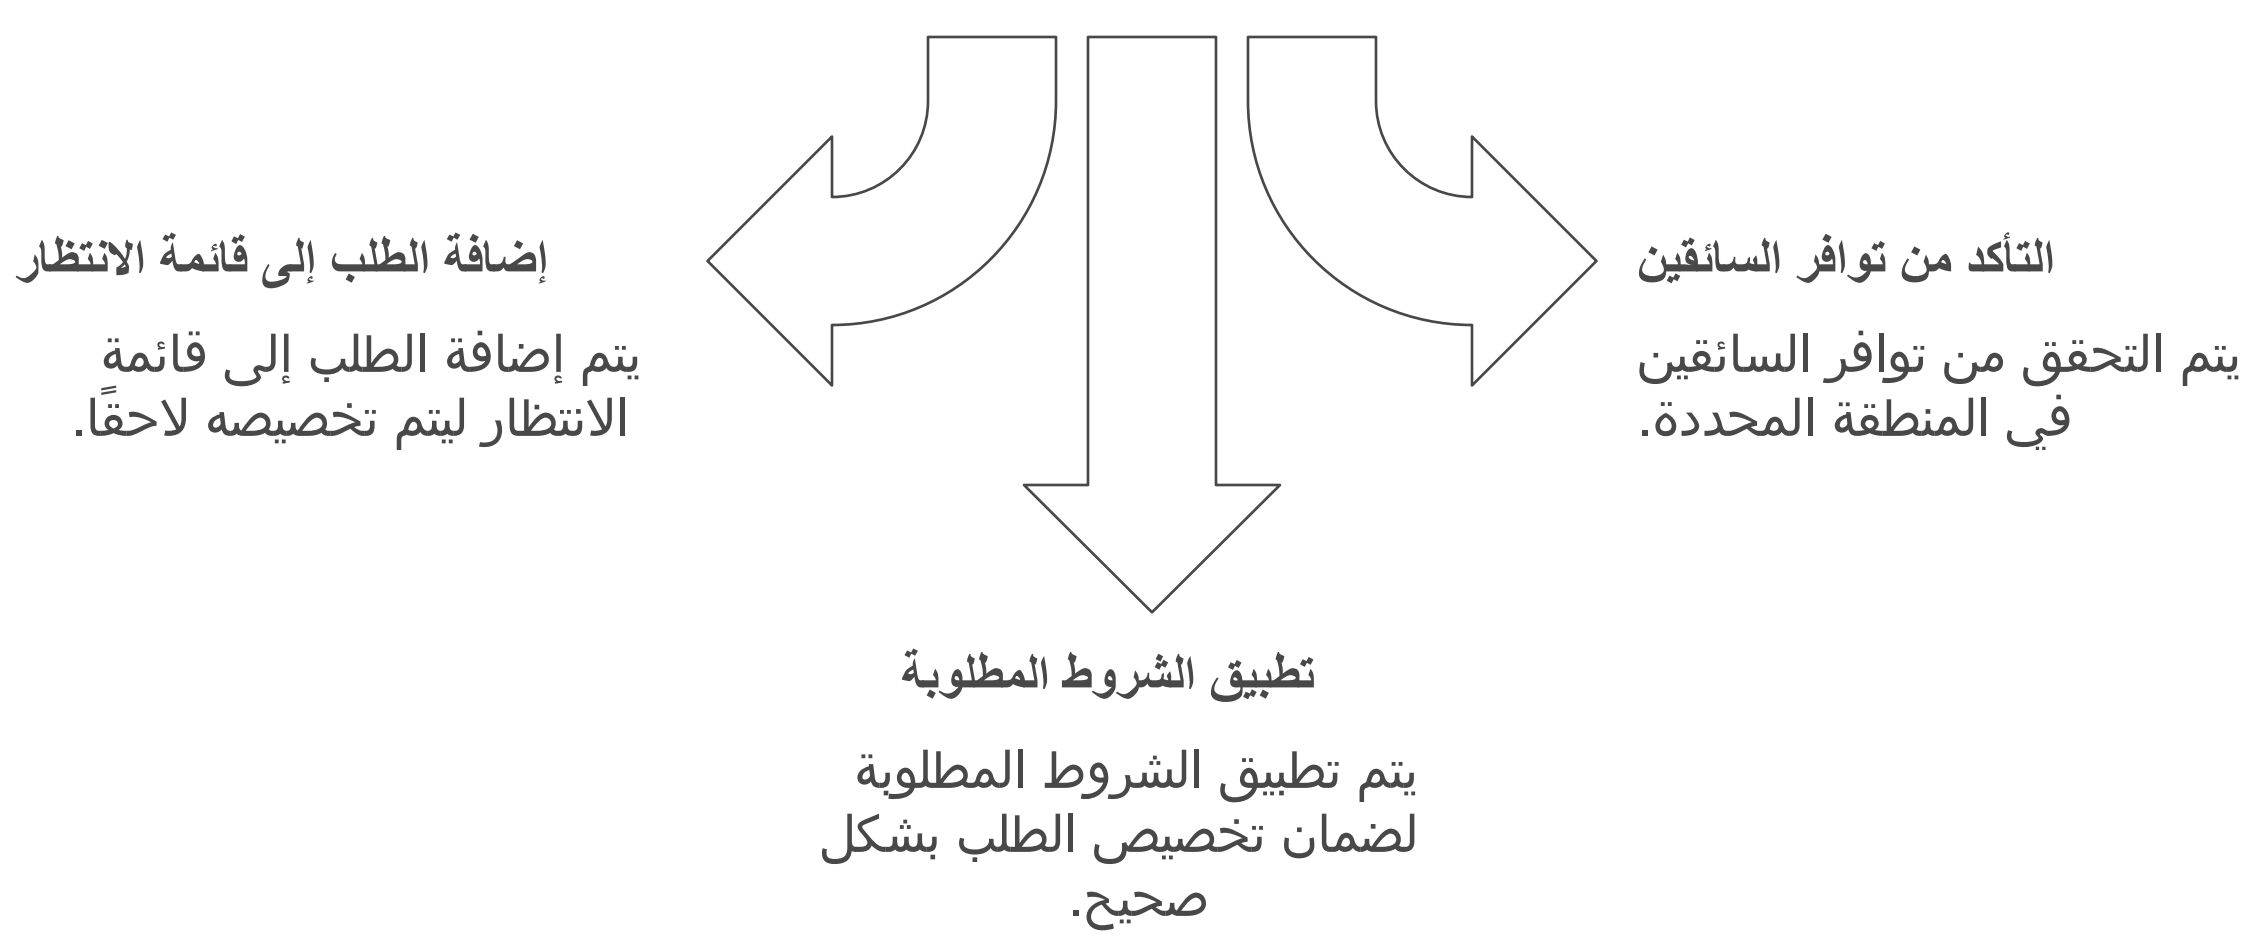 التأكد من توافر السائقين
يتم التحقق من توافر السائقين
في المنطقة المحددة.
إضافة الطلب إلى قائمة الانتظار
يتم إضافة الطلب إلى قائمة
الانتظار ليتم تخصيصه لاحقًا.
تطبيق الشروط المطلوبة
يتم تطبيق الشروط المطلوبة
لضمان تخصيص الطلب بشكل
صحيح.